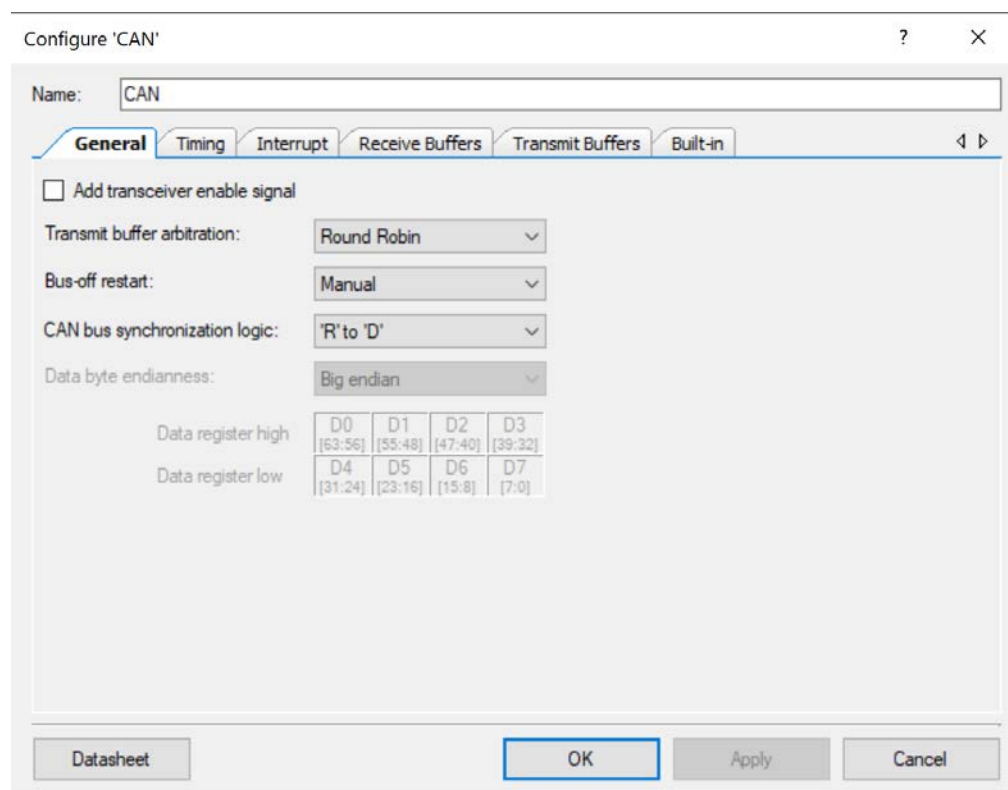 Configure 'CAN' ?
Name: CAN
General Timing Interrupt Receive Buffers Transmit Buffers Built-in
Add transceiver enable signal
Transmit buffer arbitration: Round Robin
Bus-off restart: Manual
CAN bus synchronization logic: 'R' to 'D'
Data byte endianness: Big endian
Data register high D0 D1 D2 D3
[63:56] [55:48] [47:40] [39:32]
Data register low D4 D5 D6 D7
[31:24] [23:16] [15:8] [7:0]
Datasheet OK Apply Cancel